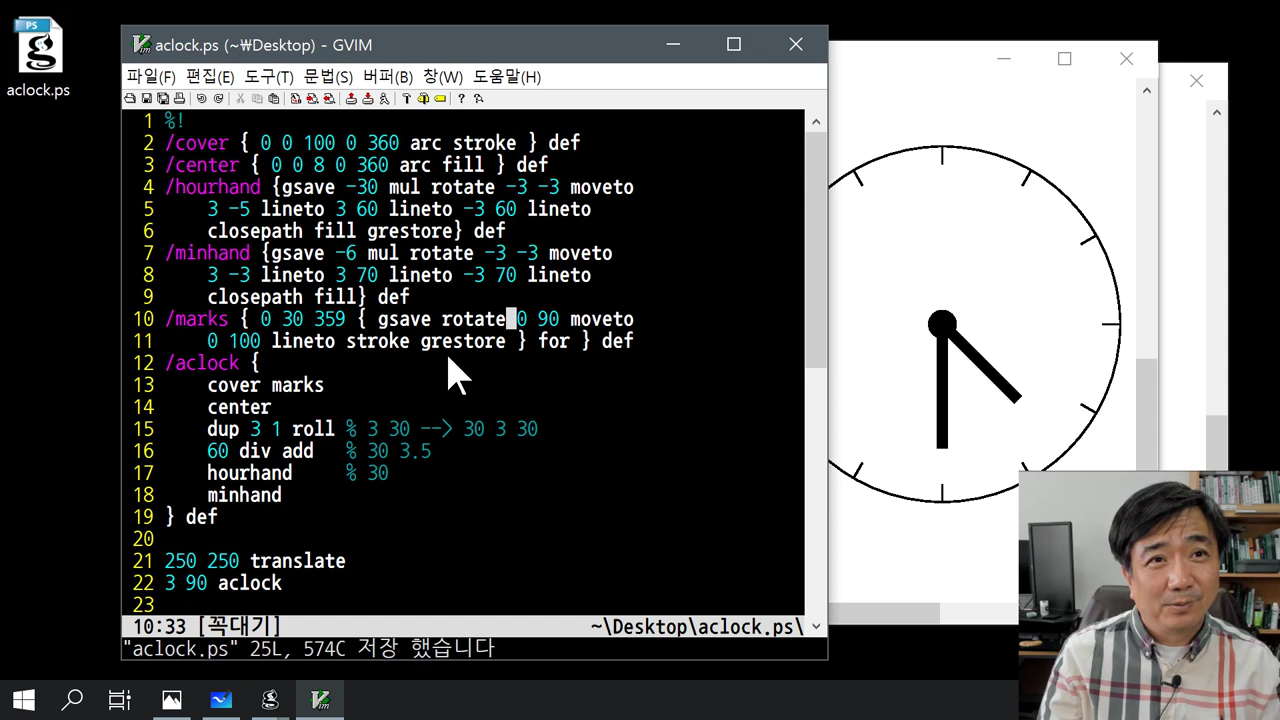 PS
aclock.ps
aclock.ps (~₩Desktop) - GVIM
파일(F) 편집(E) 도구(T) 문법(S) 버퍼(B) 창(W) 도움말(H)
1 %!
2 /cover { 0 0 100 0 360 arc stroke } def
3 /center { 0 0 8 0 360 arc fill } def
4 /hourhand {gsave -30 mul rotate -3 -3 moveto
5 3 -5 lineto 3 60 lineto -3 60 lineto
6 closepath fill grestore} def
7 /minhand {gsave -6 mul rotate -3 -3 moveto
8 3 -3 lineto 3 70 lineto -3 70 lineto
9 closepath fill} def
10 /marks { 0 30 359 { gsave rotate 0 90 moveto
11 0 100 lineto stroke grestore } for } def
12 /aclock {
13 cover marks
14 center
15 dup 3 1 roll % 3 30 --> 30 3 30
16 60 div add % 30 3.5
17 hourhand % 30
18 minhand
19 } def
20
21 250 250 translate
22 3 90 aclock
23
10:33 [꼭대기] ~\Desktop\aclock.ps\
"aclock.ps" 25L, 574C 저장 했습니다